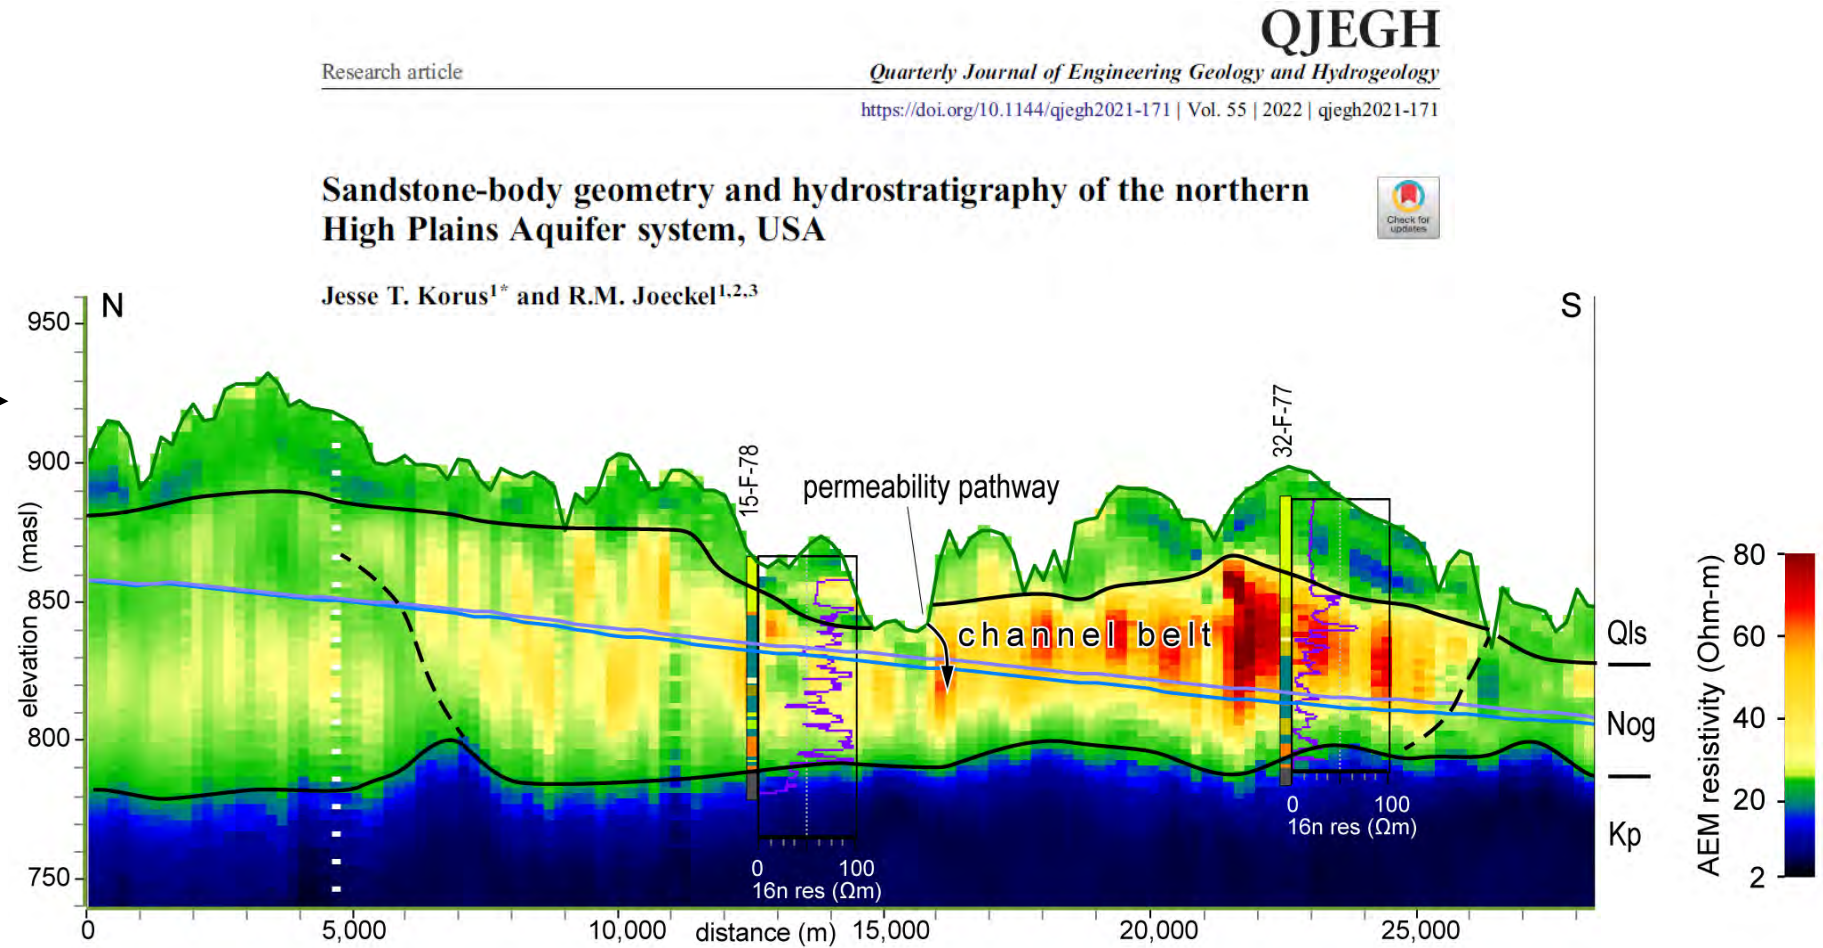 QJEGH
Research article
Quarterly Journal of Engineering Geology and Hydrogeology
https://doi.org/10.1144/qjegh2021-171 | Vol. 55 | 2022 | qjegh2021-171
Sandstone-body geometry and hydrostratigraphy of the northern
High Plains Aquifer system, USA
Check for
updates
Jesse T. Korus1* and R.M. Joeckel1,2,3
N
S
950
900
850
800
750
elevation (masl)
15-F-78
permeability pathway
32-F-77
channel belt
0 100
16n res (Ωm)
0 100
16n res (Ωm)
Qls
Nog
Kp
AEM resistivity (Ohm-m)
80
60
40
20
2
0 5,000 10,000 distance (m) 15,000 20,000 25,000